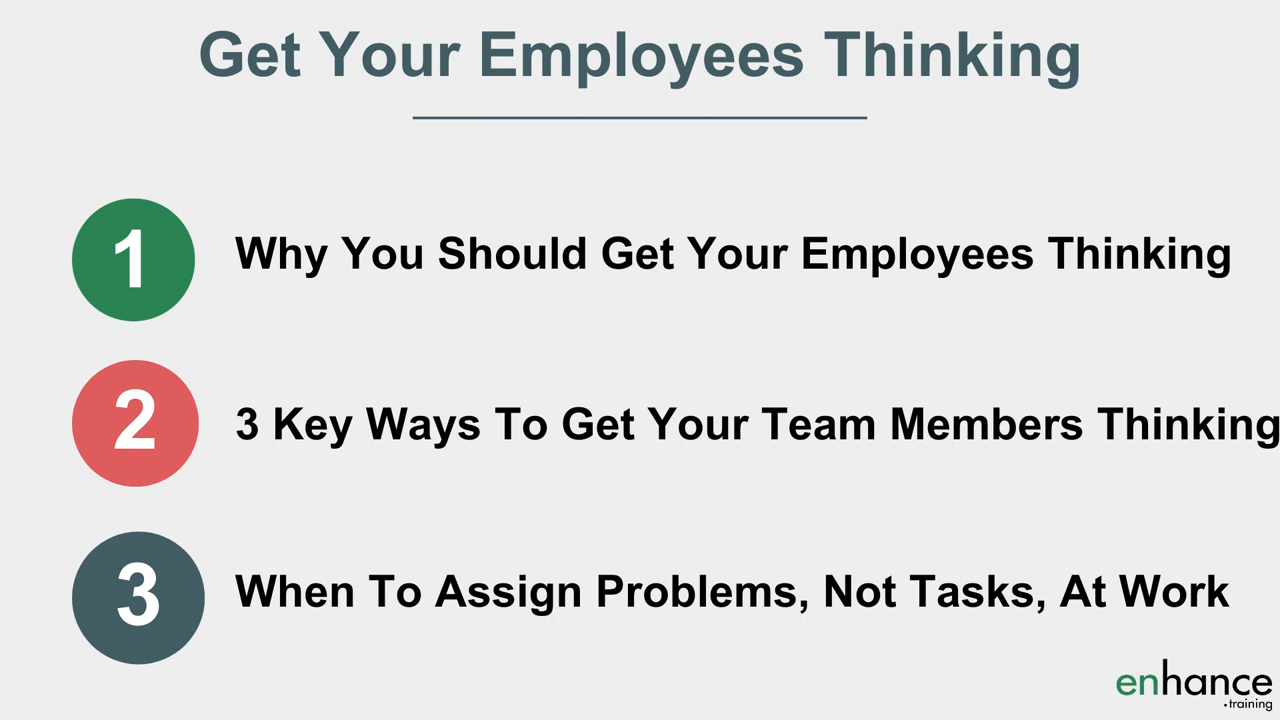 Get Your Employees Thinking
1 Why You Should Get Your Employees Thinking
2 3 Key Ways To Get Your Team Members Thinking
3 When To Assign Problems, Not Tasks, At Work
enhance
.training